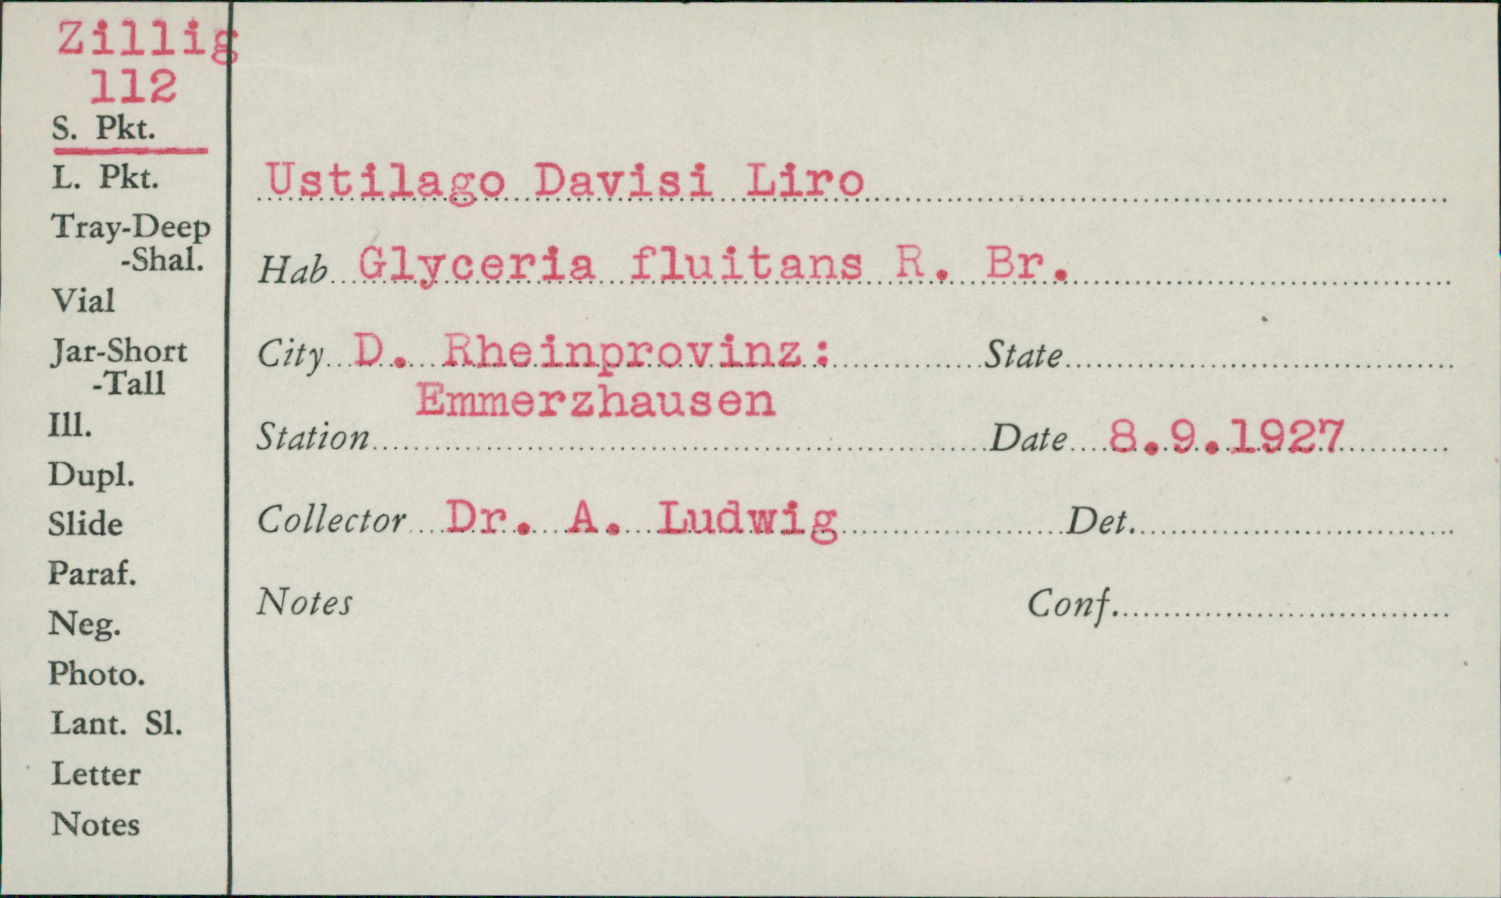 Zillig
112
S. Pkt.
L. Pkt.
Tray-Deep
-Shal.
Vial
Jar-Short
-Tall
Ill.
Dupl.
Slide
Paraf.
Neg.
Photo.
Lant. Sl.
Letter
Notes
Ustilago Davisi Liro
Hab Glyceria fluitans R. Br.
City D. Rheinprovinz: State
Emmerzhausen
Station Date 8.9.1927
Collector Dr. A. Ludwig Det.
Notes Conf.